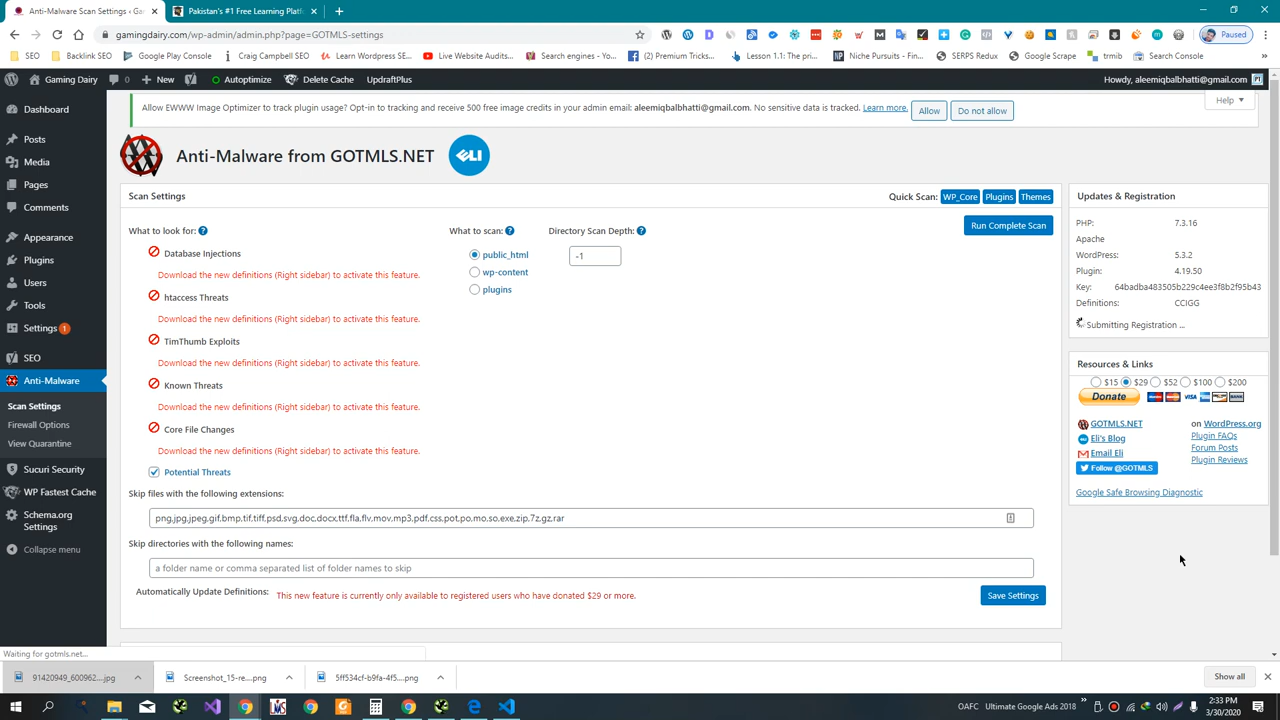 Anti-Malware Scan Settings ‹ Ga
Pakistan's #1 Free Learning Platf
gamingdairy.com/wp-admin/admin.php?page=GOTMLS-settings
Paused
SEO
Backlink SEO
Craig Campbell SEO
Learn Wordpress SE...
Live Website Audits...
Search engines - Yo...
(2) Premium Tricks...
Lesson 1.1: The pri...
Niche Pursuits - Fin...
SERPS Redux
Google Scrape
trmib
Search Console
Gaming Dairy
0
New
Autoptimize
Delete Cache
UpdraftPlus
Howdy, aleemiqbalbhatti@gmail.com
Allow EWWW Image Optimizer to track plugin usage? Opt-in to tracking and receive 500 free image credits in your admin email: aleemiqbalbhatti@gmail.com. No sensitive data is tracked. Learn more.
Allow
Do not allow
Help
Dashboard
Posts
Media
Pages
Comments
Appearance
Plugins
Users
Tools
Settings 1
SEO
Anti-Malware
Scan Settings
Firewall Options
View Quarantine
Sucuri Security
WP Fastest Cache
Schema.org
Settings
Collapse menu
Anti-Malware from GOTMLS.NET
ELI
Scan Settings
Quick Scan:
WP_Core
Plugins
Themes
Run Complete Scan
What to look for:
Database Injections
Download the new definitions (Right sidebar) to activate this feature.
htaccess Threats
Download the new definitions (Right sidebar) to activate this feature.
TimThumb Exploits
Download the new definitions (Right sidebar) to activate this feature.
Known Threats
Download the new definitions (Right sidebar) to activate this feature.
Core File Changes
Download the new definitions (Right sidebar) to activate this feature.
Potential Threats
What to scan:
public_html
wp-content
plugins
Directory Scan Depth:
-1
Skip files with the following extensions:
png,jpg,jpeg,gif,bmp,tif,tiff,psd,svg,doc,docx,ttf,fla,flv,mov,mp3,pdf,css,pot,po,mo,so,exe,zip,7z,gz,rar
Skip directories with the following names:
a folder name or comma separated list of folder names to skip
Automatically Update Definitions:
This new feature is currently only available to registered users who have donated $29 or more.
Save Settings
Updates & Registration
PHP: 7.3.16
Apache
WordPress: 5.3.2
Plugin: 4.19.50
Key: 64badba483505b229c4ee3f8b2f95b43
Definitions: CCIGG
Submitting Registration ...
Resources & Links
$15 $29 $52 $100 $200
Donate
VISA
GOTMLS.NET
Eli's Blog
Email Eli
Follow @GOTMLS
on WordPress.org
Plugin FAQs
Forum Posts
Plugin Reviews
Google Safe Browsing Diagnostic
Waiting for gotmls.net...
91420949_600962....jpg
Screenshot_15-re....png
5ff534cf-b9fa-4f5....png
Show all
OAFC
Ultimate Google Ads 2018
2:33 PM
3/30/2020